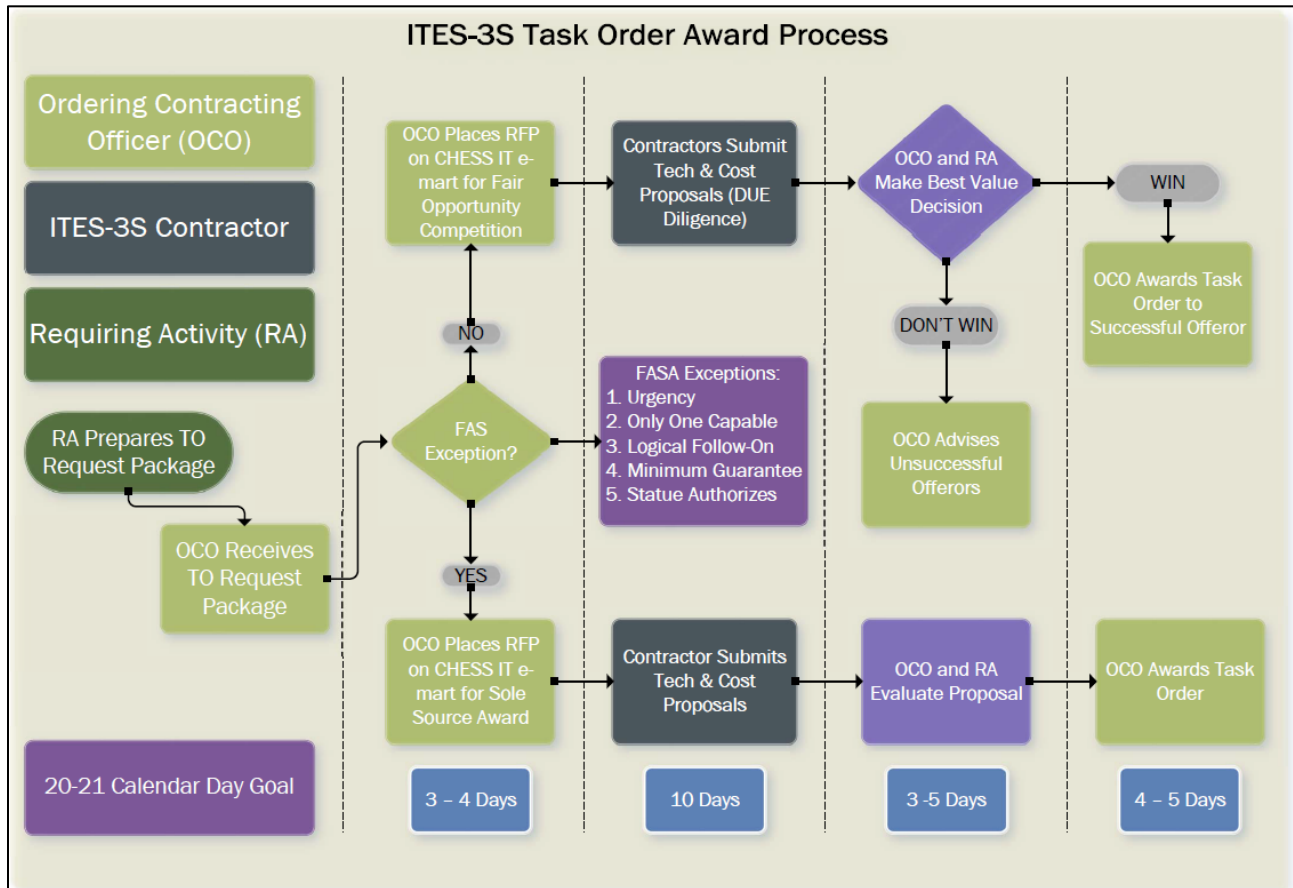 ITES-3S Task Order Award Process
Ordering Contracting
Officer (OCO)
ITES-3S Contractor
Requiring Activity (RA)
RA Prepares TO
Request Package
OCO Receives
TO Request
Package
20-21 Calendar Day Goal
OCO Places RFP
on CHESS IT e-
mart for Fair
Opportunity
Competition
NO
FAS
Exception?
YES
OCO Places RFP
on CHESS IT e-
mart for Sole
Source Award
3 – 4 Days
Contractors Submit
Tech & Cost
Proposals (DUE
Diligence)
FASA Exceptions:
1. Urgency
2. Only One Capable
3. Logical Follow-On
4. Minimum Guarantee
5. Statue Authorizes
Contractor Submits
Tech & Cost
Proposals
10 Days
OCO and RA
Make Best Value
Decision
DON'T WIN
OCO Advises
Unsuccessful
Offerors
OCO and RA
Evaluate Proposal
3 -5 Days
WIN
OCO Awards Task
Order to
Successful Offeror
OCO Awards Task
Order
4 – 5 Days